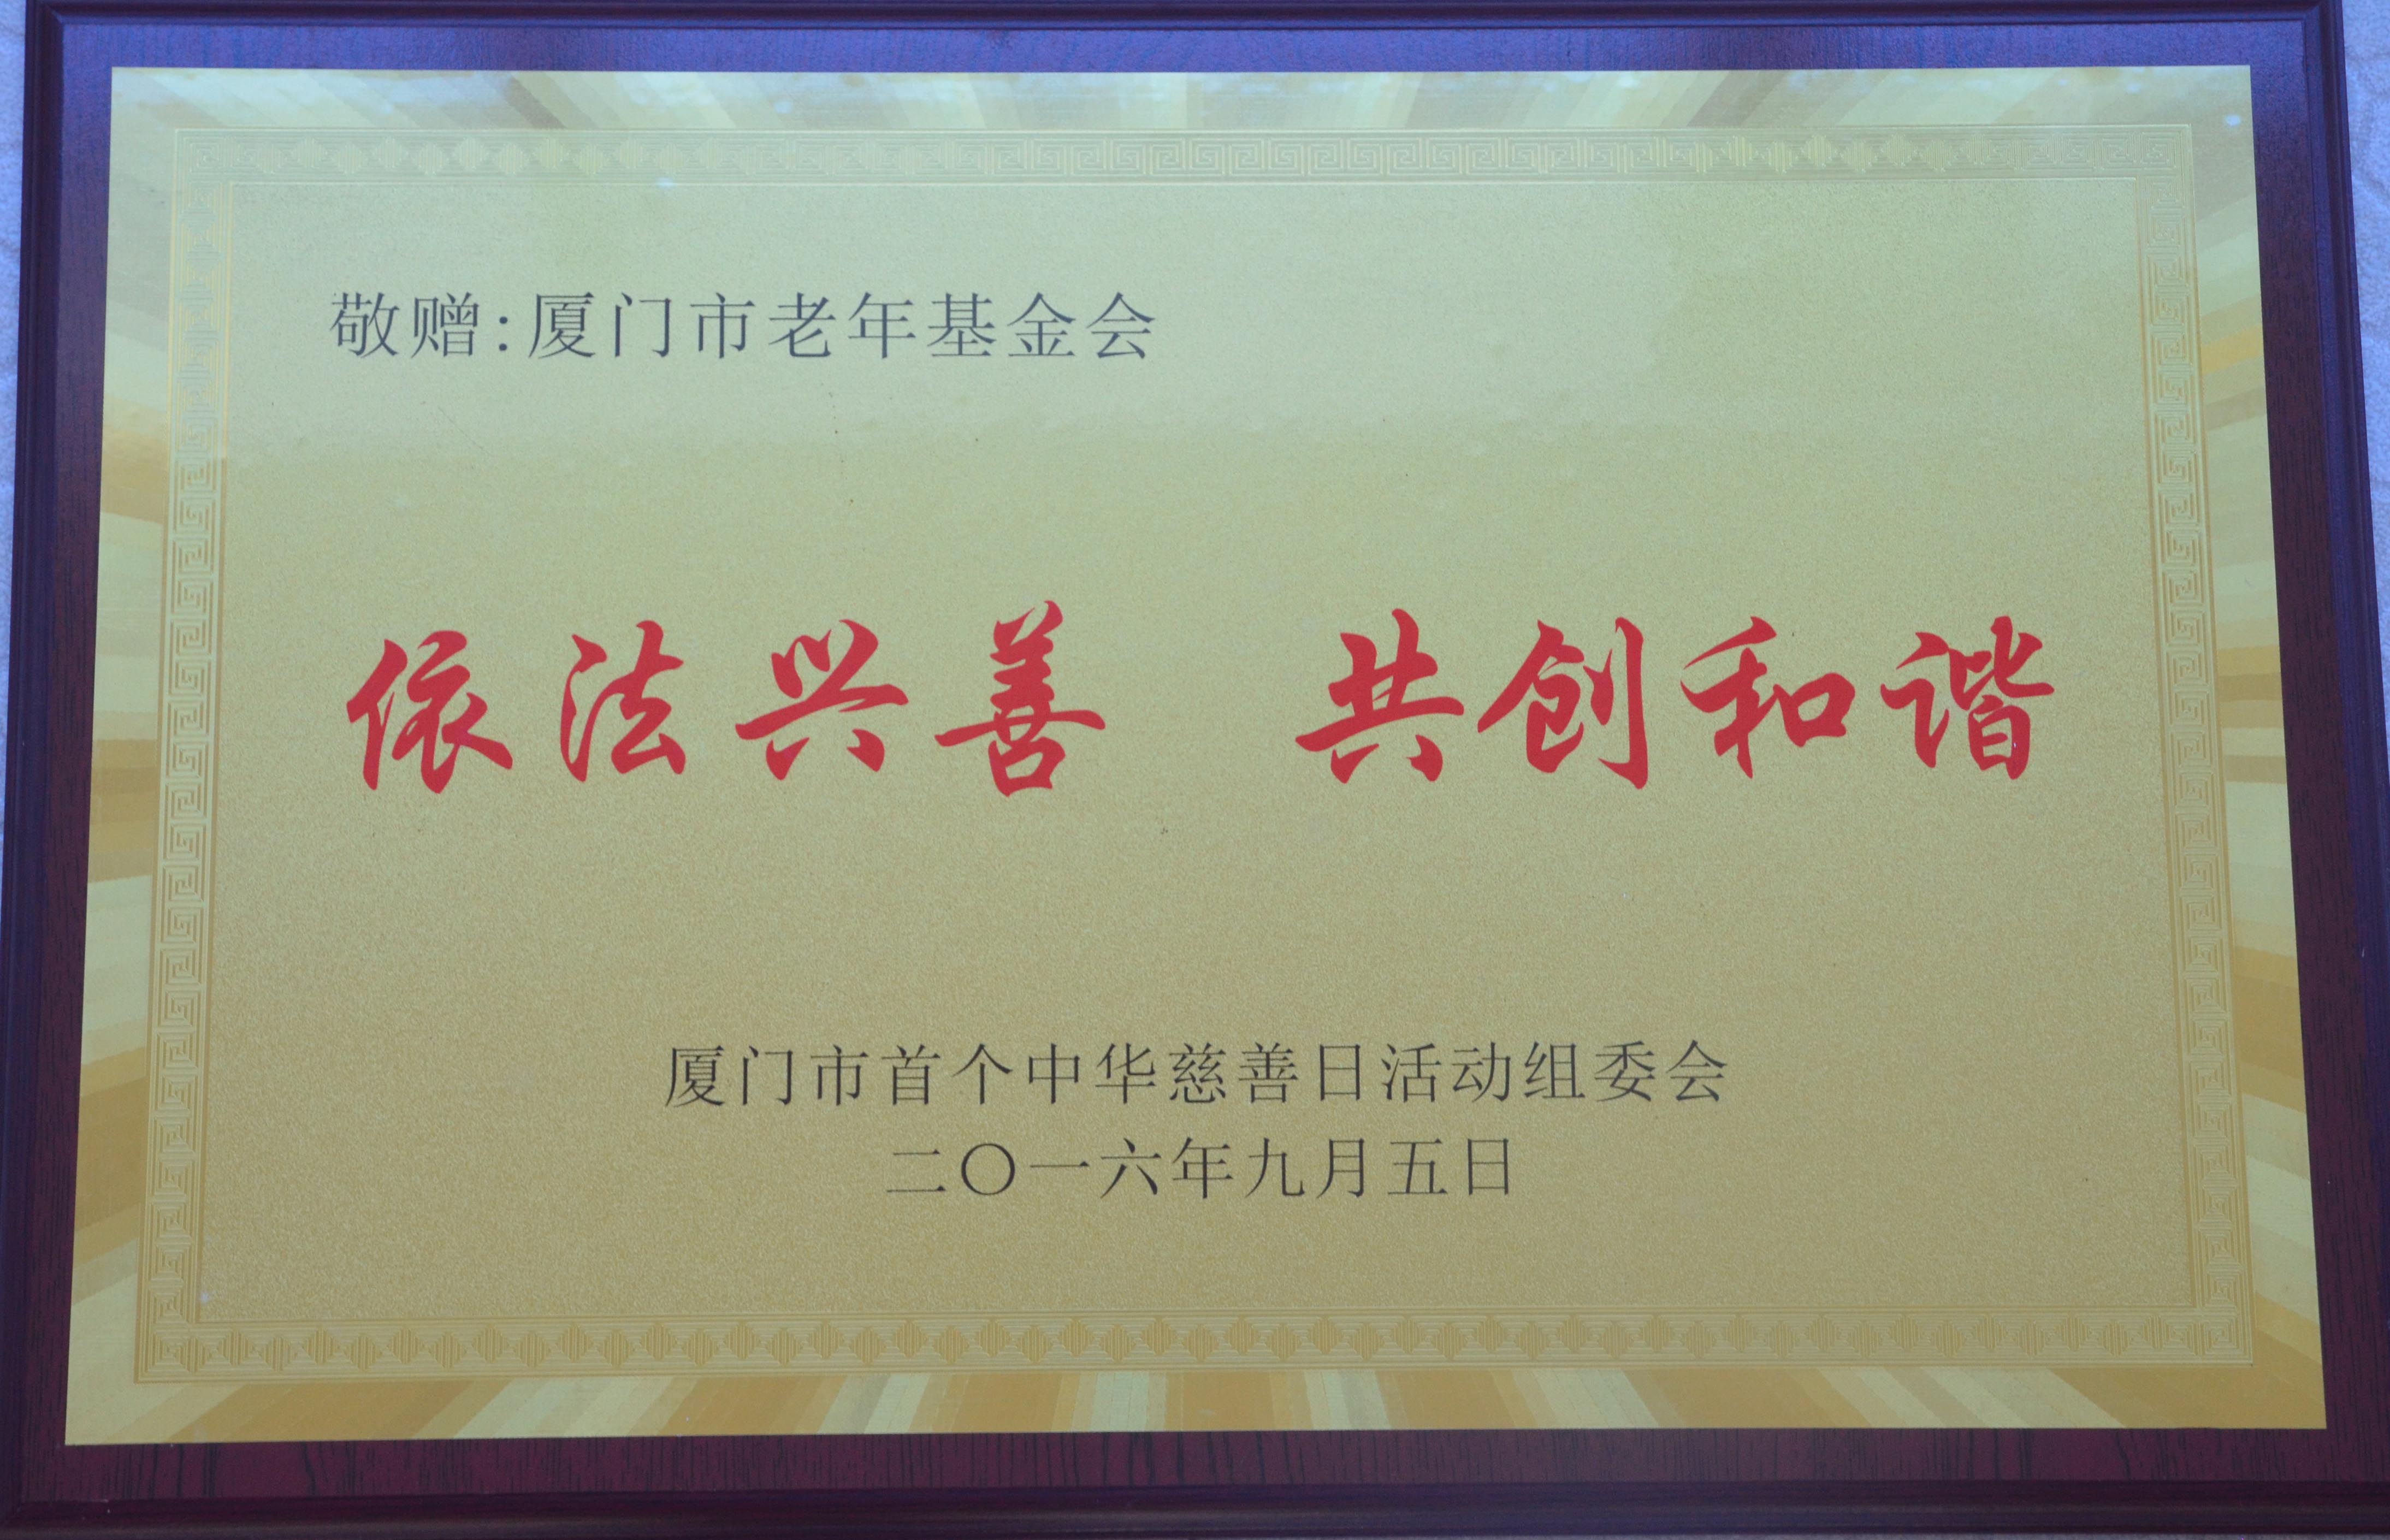 敬赠:厦门市老年基金会
依法兴善 共创和谐
厦门市首个中华慈善日活动组委会
二〇一六年九月五日